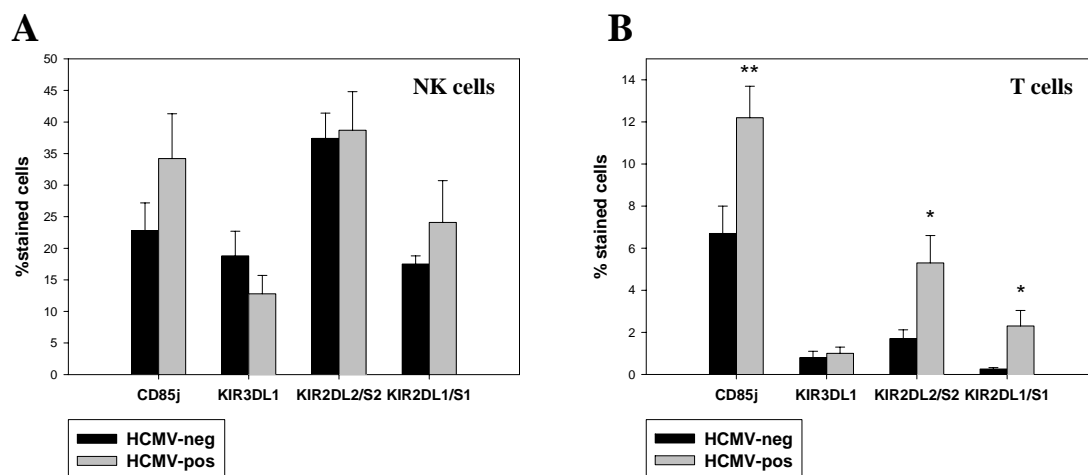 A
NK cells
%stained cells
50
45
40
35
30
25
20
15
10
5
0
CD85j KIR3DL1 KIR2DL2/S2 KIR2DL1/S1
HCMV-neg
HCMV-pos
B
T cells
% stained cells
14
12
10
8
6
4
2
0
**
*
*
CD85j KIR3DL1 KIR2DL2/S2 KIR2DL1/S1
HCMV-neg
HCMV-pos